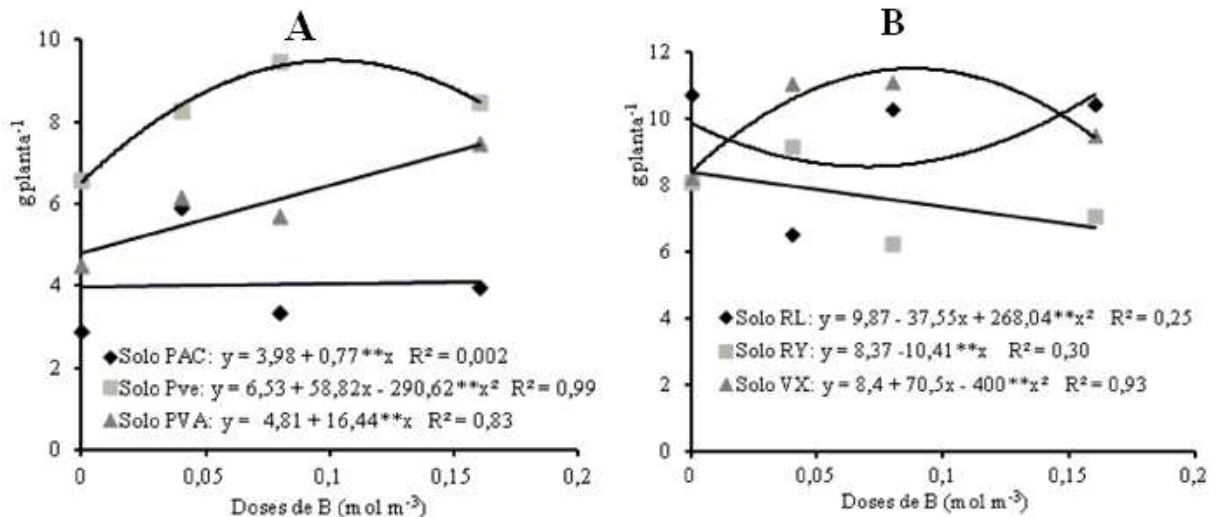 A
10
8
6
4
2
0
g planta⁻¹
◆Solo PAC: y = 3,98 + 0,77**x R² = 0,002
Solo Pve: y = 6,53 + 58,82x - 290,62**x² R² = 0,99
▲Solo PVA: y = 4,81 + 16,44**x R² = 0,83
0 0,05 0,1 0,15 0,2
Doses de B (mol m⁻³)
B
12
10
8
6
4
2
0
g planta⁻¹
◆Solo RL: y = 9,87 - 37,55x + 268,04**x² R² = 0,25
Solo RY: y = 8,37 -10,41**x R² = 0,30
▲Solo VX: y = 8,4 + 70,5x - 400**x² R² = 0,93
0 0,05 0,1 0,15 0,2
Doses de B (mol m⁻³)